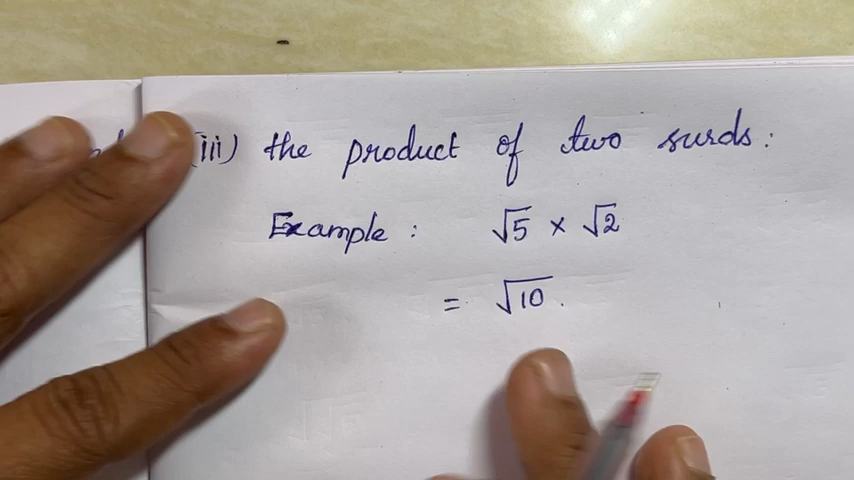 (iii) the product of two surds:
Example : √5 × √2
= √10.